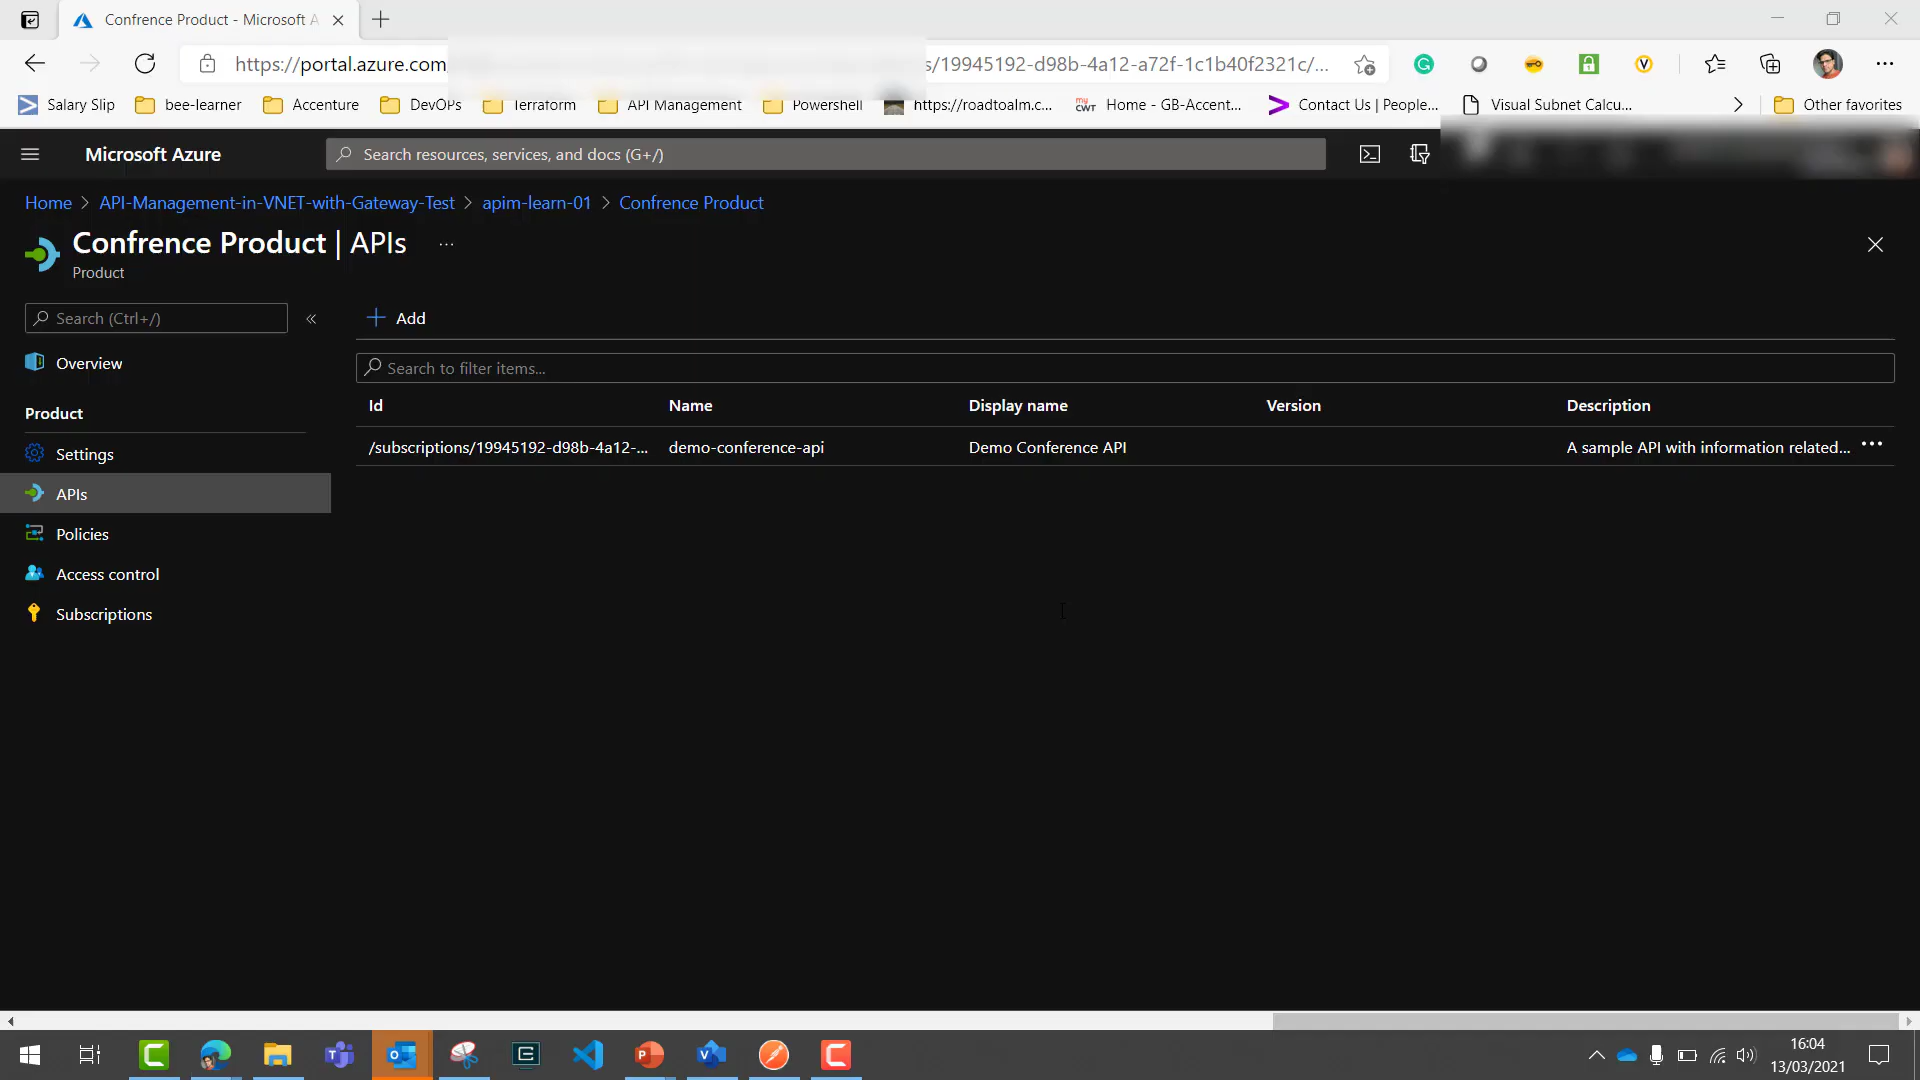 Confrence Product - Microsoft A
https://portal.azure.com
s/19945192-d98b-4a12-a72f-1c1b40f2321c/...
Salary Slip
bee-learner
Accenture
DevOPs
Terraform
API Management
Powershell
https://roadtoalm.c...
my CWT
Home - GB-Accent...
Contact Us | People...
Visual Subnet Calcu...
Other favorites
Microsoft Azure
Search resources, services, and docs (G+/)
Home > API-Management-in-VNET-with-Gateway-Test > apim-learn-01 > Confrence Product
Confrence Product | APIs ...
Product
Search (Ctrl+/) «
Add
Overview
Search to filter items...
Id Name Display name Version Description
/subscriptions/19945192-d98b-4a12-... demo-conference-api Demo Conference API A sample API with information related... ...
Product
Settings
APIs
Policies
Access control
Subscriptions
16:04
13/03/2021